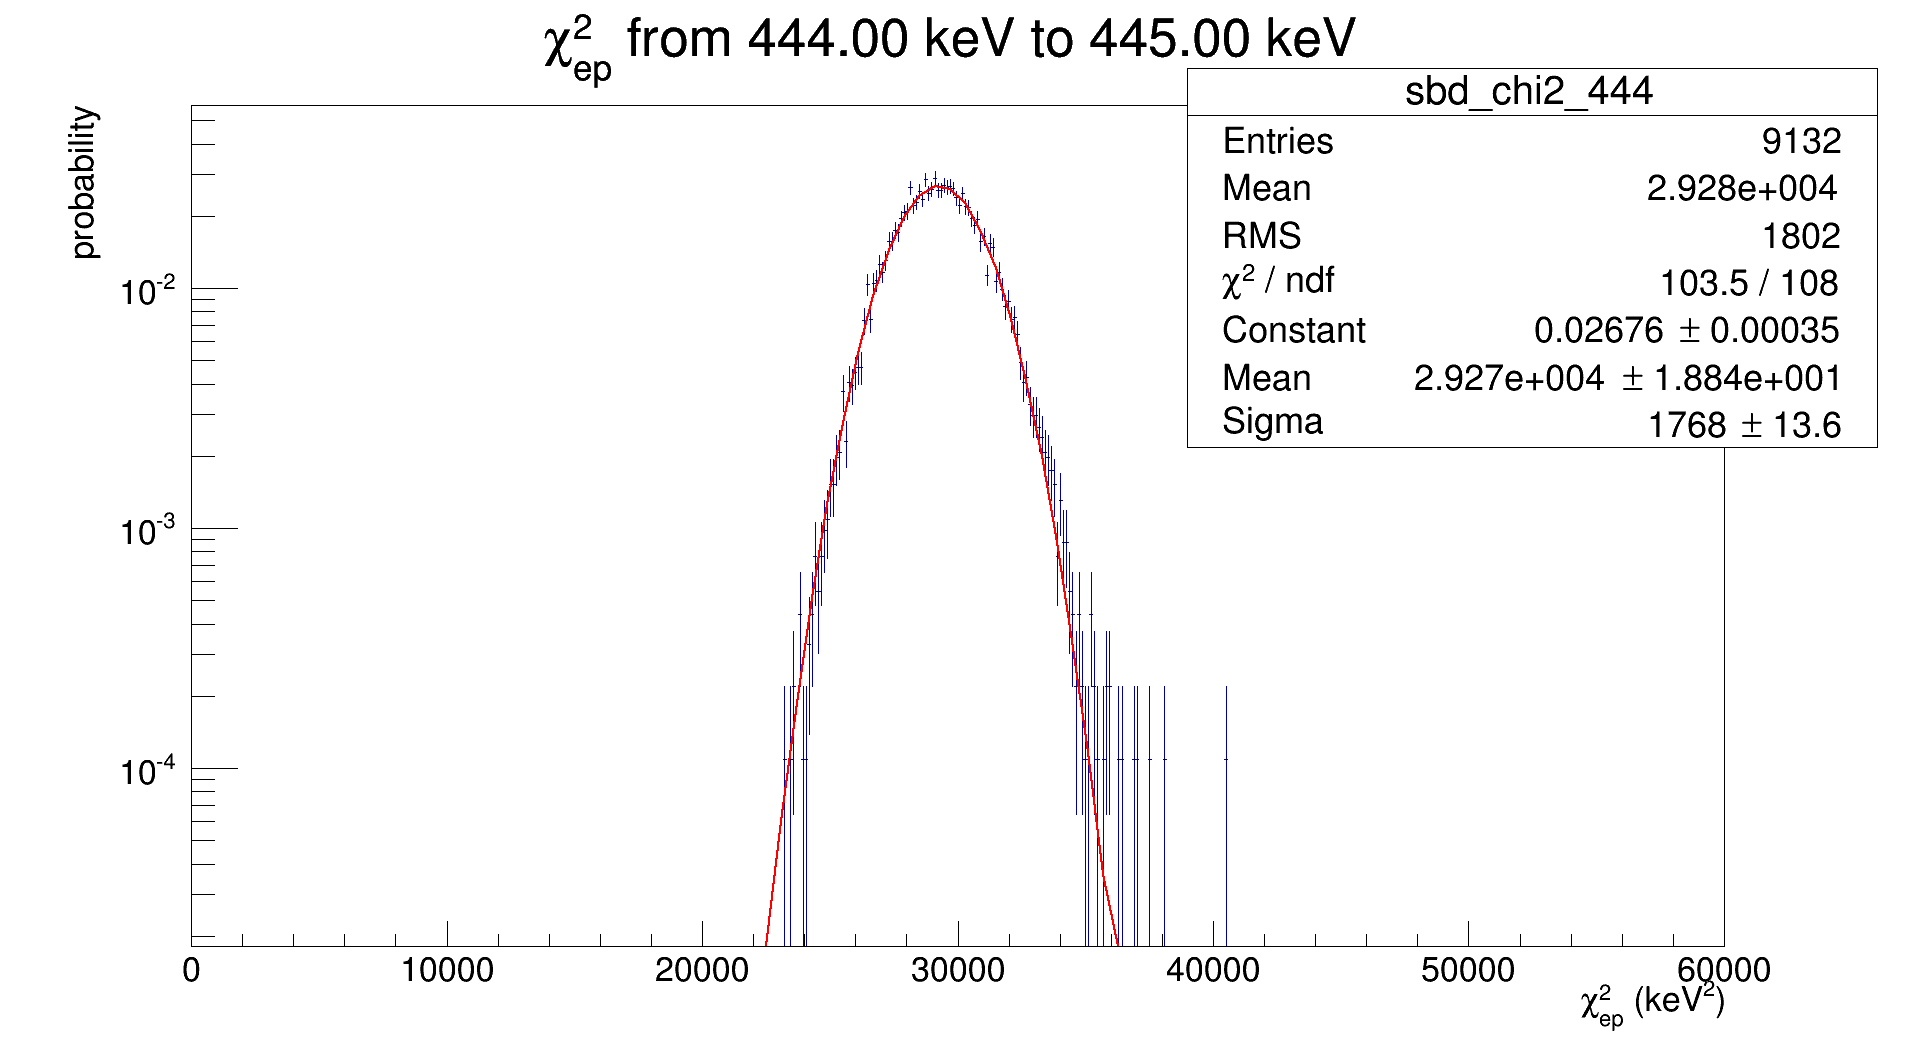 χ²ep from 444.00 keV to 445.00 keV
sbd_chi2_444
Entries 9132
Mean 2.928e+004
RMS 1802
χ² / ndf 103.5 / 108
Constant 0.02676 ± 0.00035
Mean 2.927e+004 ± 1.884e+001
Sigma 1768 ± 13.6
probability
10-2
10-3
10-4
0 10000 20000 30000 40000 50000 60000
χ²ep (keV²)